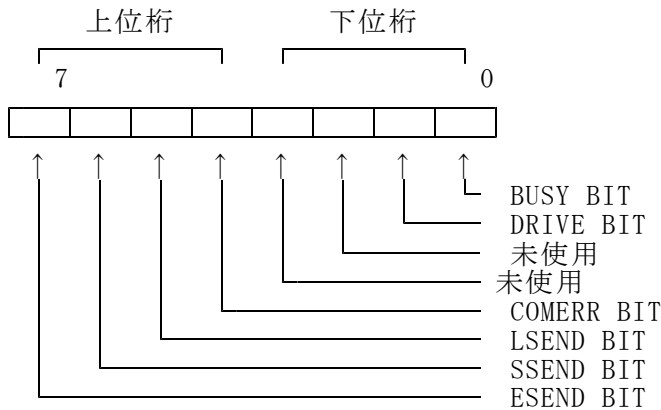 上位桁 下位桁
7 0
↑ ↑ ↑ ↑ ↑ ↑ ↑ ↑
BUSY BIT
DRIVE BIT
未使用
未使用
COMERR BIT
LSEND BIT
SSEND BIT
ESEND BIT